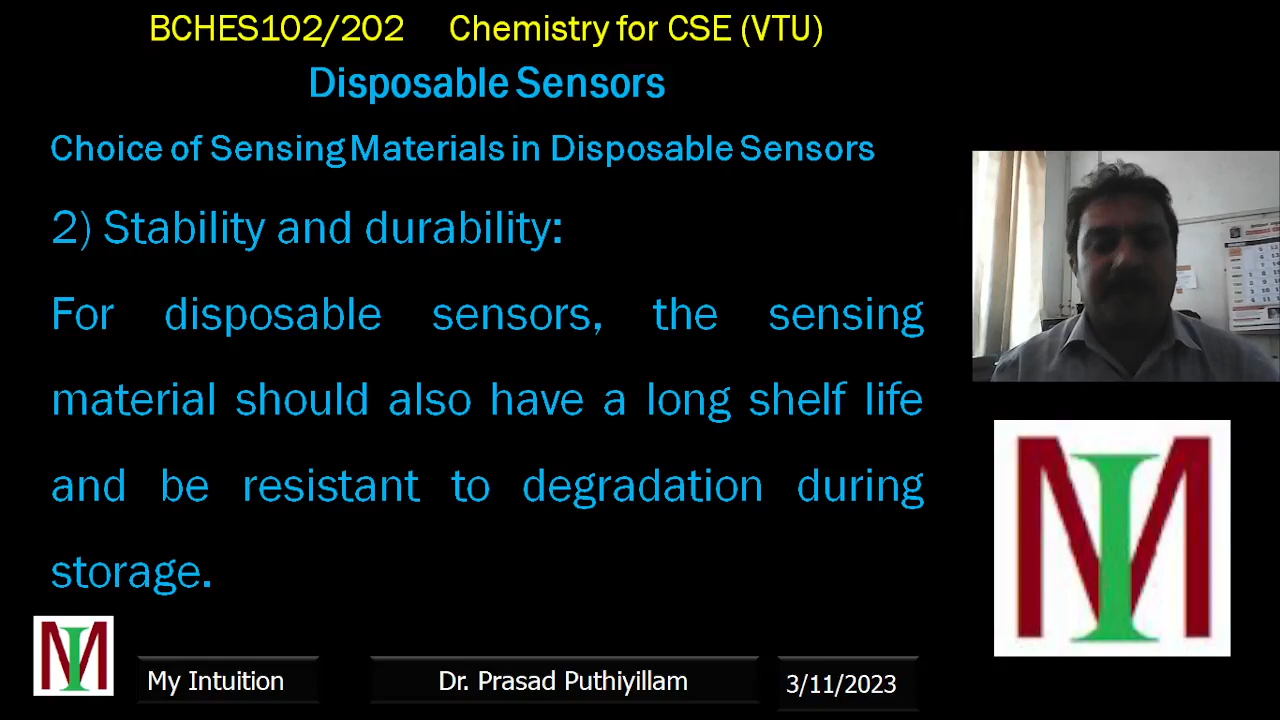 BCHES102/202 Chemistry for CSE (VTU)
Disposable Sensors
Choice of Sensing Materials in Disposable Sensors
2) Stability and durability:
For disposable sensors, the sensing
material should also have a long shelf life
and be resistant to degradation during
storage.
MI
MI
My Intuition
Dr. Prasad Puthiyillam
3/11/2023